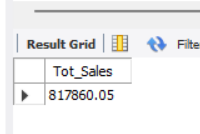 Result Grid Filte
Tot_Sales
817860.05